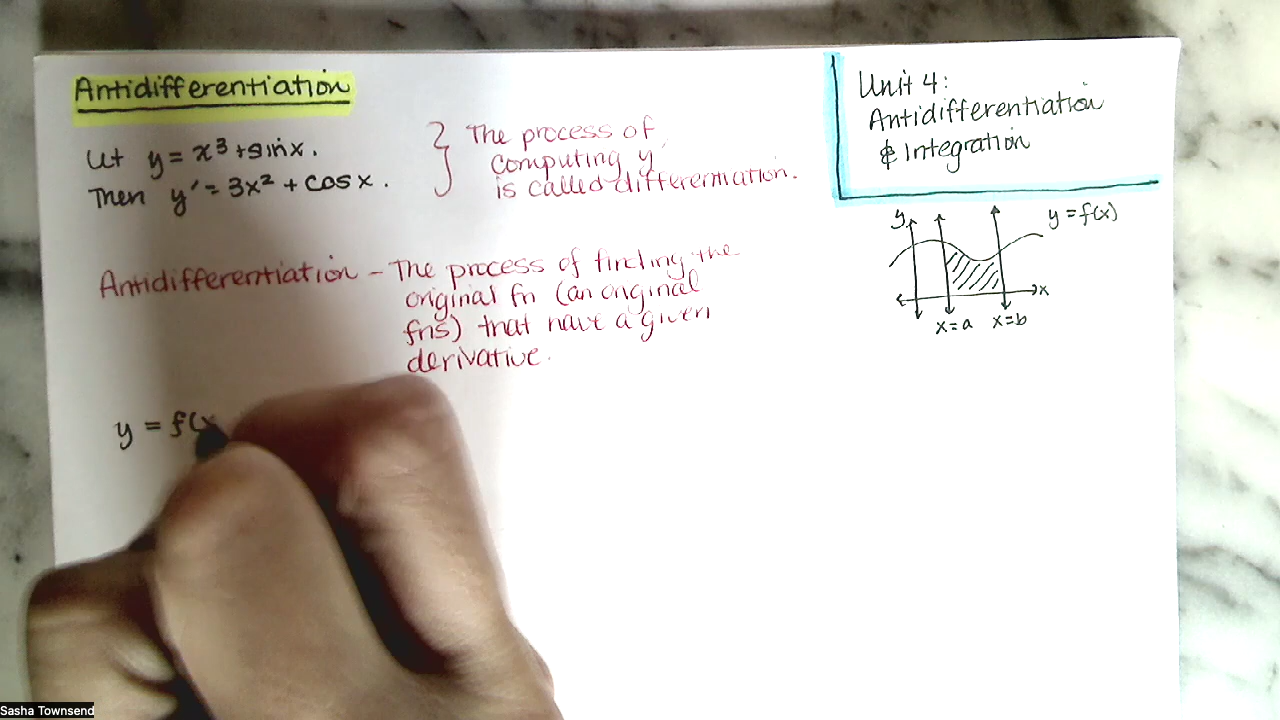 Antidifferentiation
Let y = x³ + sin x.
Then y' = 3x² + cos x.
The process of
computing y'
is called differentiation.
Unit 4:
Antidifferentiation
& Integration
y
y = f(x)
x
x=a x=b
Antidifferentiation - The process of finding the
original fn (an original
fns) that have a given
derivative.
y = f(x
Sasha Townsend